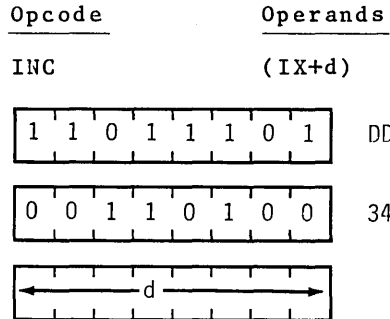 Opcode Operands
INC (IX+d)
1 1 0 1 1 1 0 1 DD
0 0 1 1 0 1 0 0 34
d